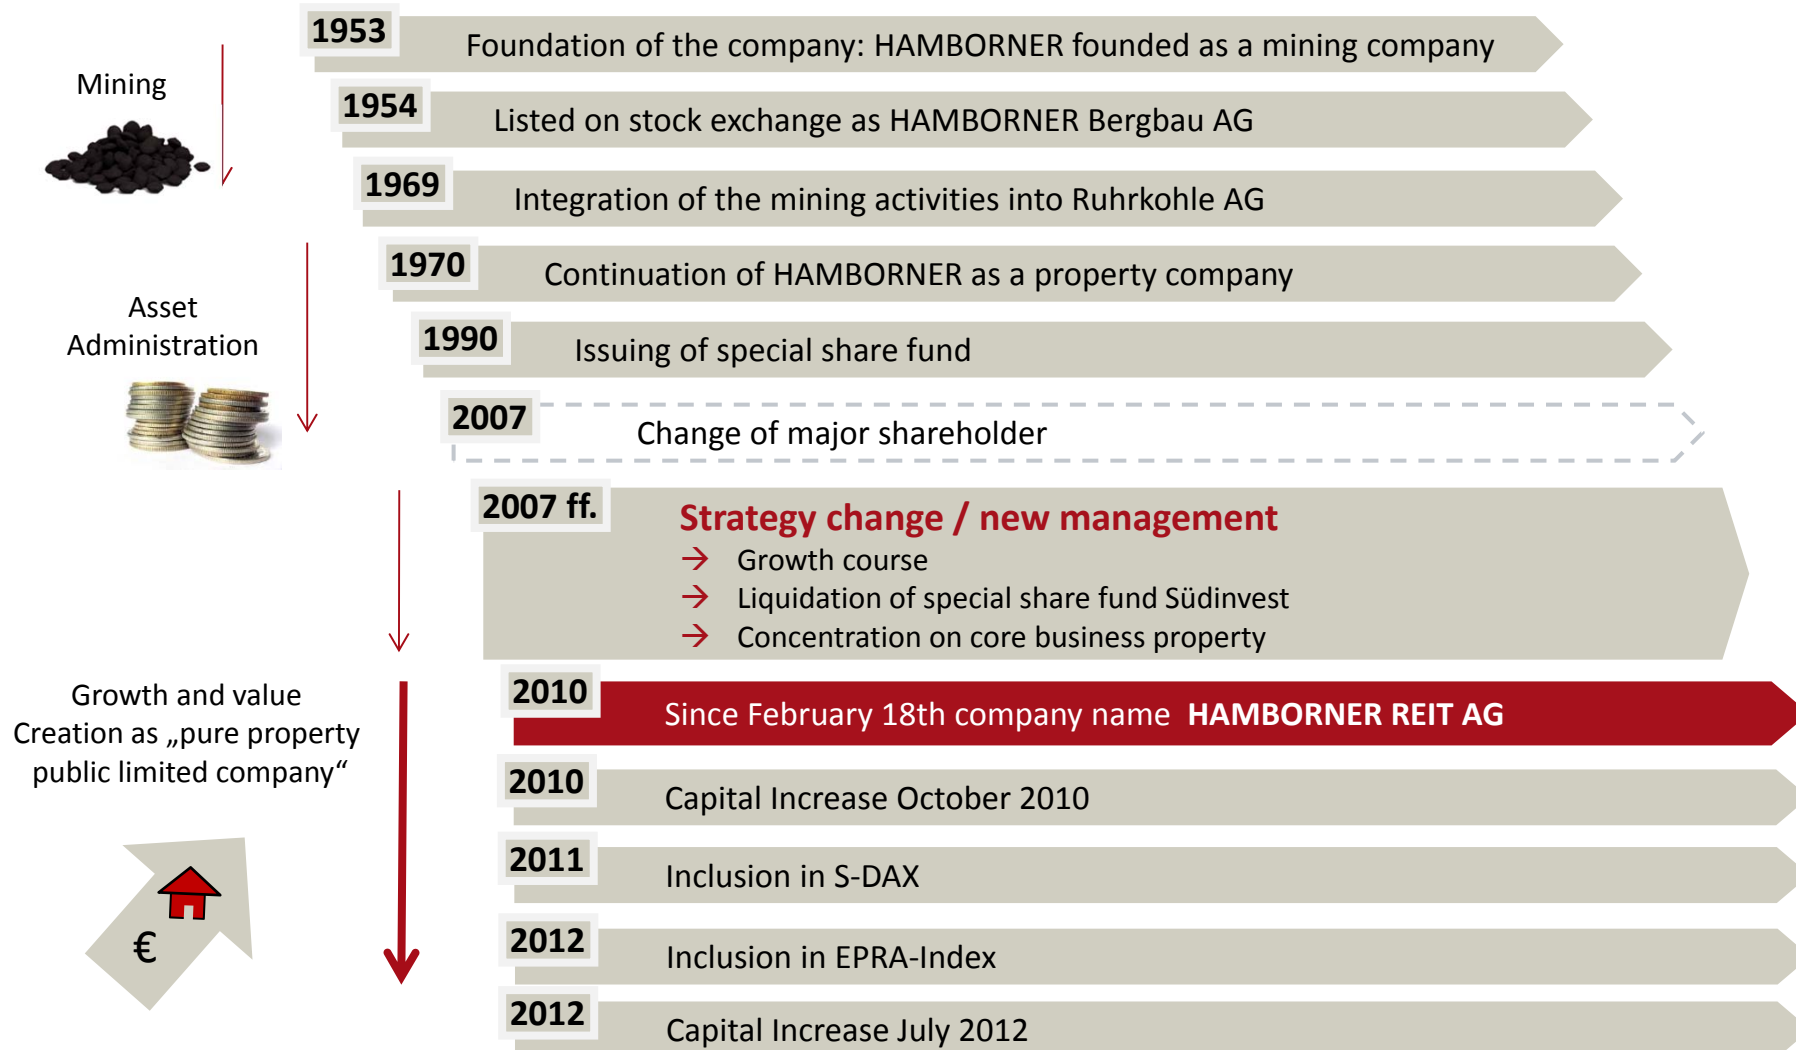 1953
Foundation of the company: HAMBORNER founded as a mining company
Mining
1954
Listed on stock exchange as HAMBORNER Bergbau AG
1969
Integration of the mining activities into Ruhrkohle AG
1970
Continuation of HAMBORNER as a property company
Asset
Administration
1990
Issuing of special share fund
2007
Change of major shareholder
2007 ff.
Strategy change / new management
→ Growth course
→ Liquidation of special share fund Südinvest
→ Concentration on core business property
Growth and value
Creation as „pure property
public limited company“
2010
Since February 18th company name HAMBORNER REIT AG
2010
Capital Increase October 2010
2011
Inclusion in S-DAX
€
2012
Inclusion in EPRA-Index
2012
Capital Increase July 2012